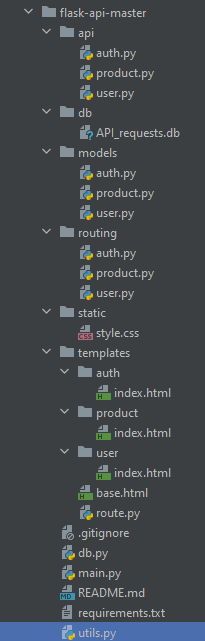 flask-api-master
api
auth.py
product.py
user.py
db
API_requests.db
models
auth.py
product.py
user.py
routing
auth.py
product.py
user.py
static
style.css
templates
auth
index.html
product
index.html
user
index.html
base.html
route.py
.gitignore
db.py
main.py
README.md
requirements.txt
utils.py